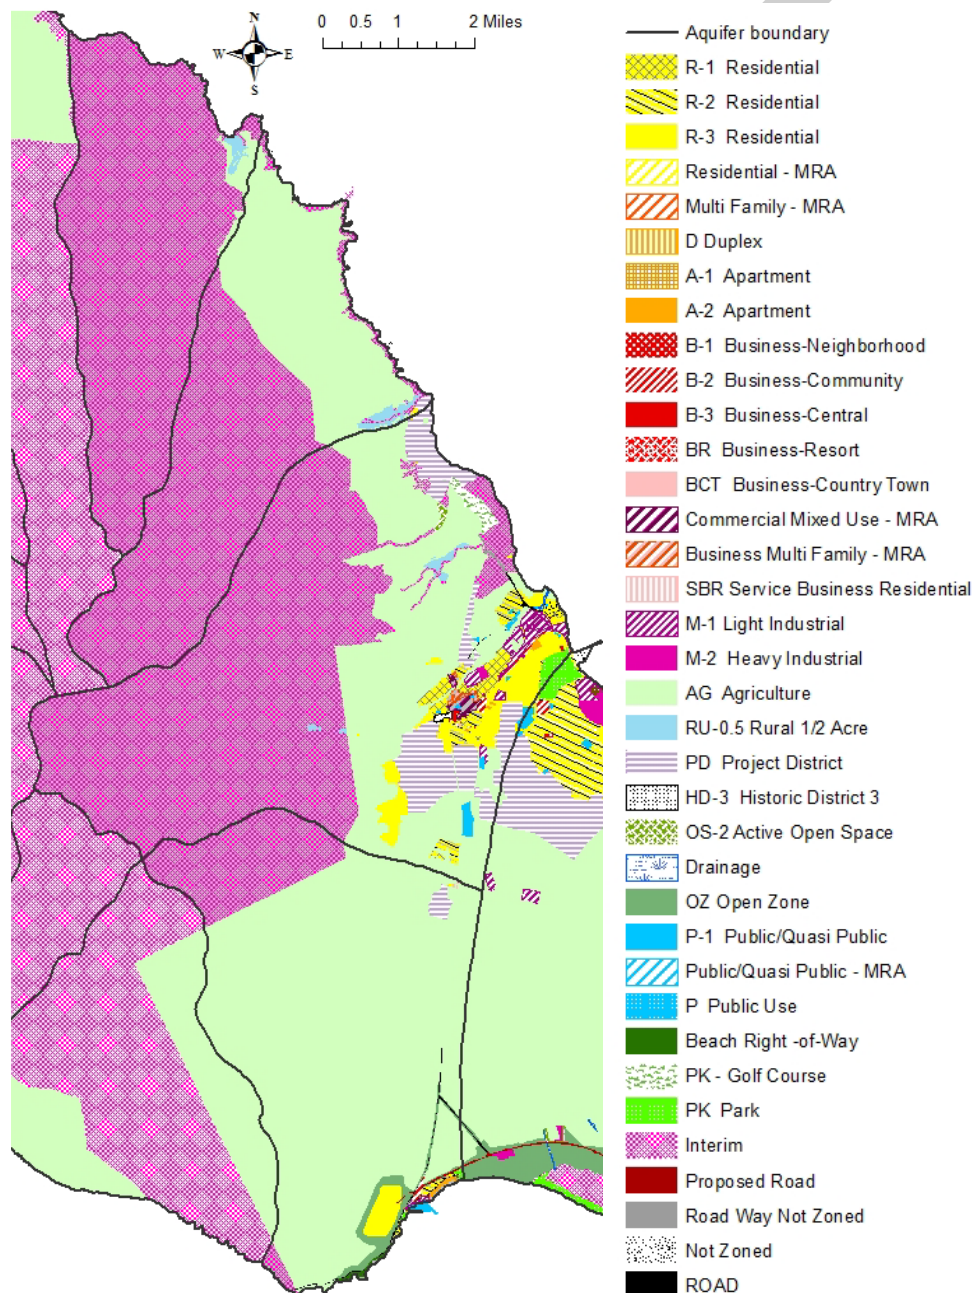 N
W E
S
0 0.5 1 2 Miles
Aquifer boundary
R-1 Residential
R-2 Residential
R-3 Residential
Residential - MRA
Multi Family - MRA
D Duplex
A-1 Apartment
A-2 Apartment
B-1 Business-Neighborhood
B-2 Business-Community
B-3 Business-Central
BR Business-Resort
BCT Business-Country Town
Commercial Mixed Use - MRA
Business Multi Family - MRA
SBR Service Business Residential
M-1 Light Industrial
M-2 Heavy Industrial
AG Agriculture
RU-0.5 Rural 1/2 Acre
PD Project District
HD-3 Historic District 3
OS-2 Active Open Space
Drainage
OZ Open Zone
P-1 Public/Quasi Public
Public/Quasi Public - MRA
P Public Use
Beach Right -of-Way
PK - Golf Course
PK Park
Interim
Proposed Road
Road Way Not Zoned
Not Zoned
ROAD